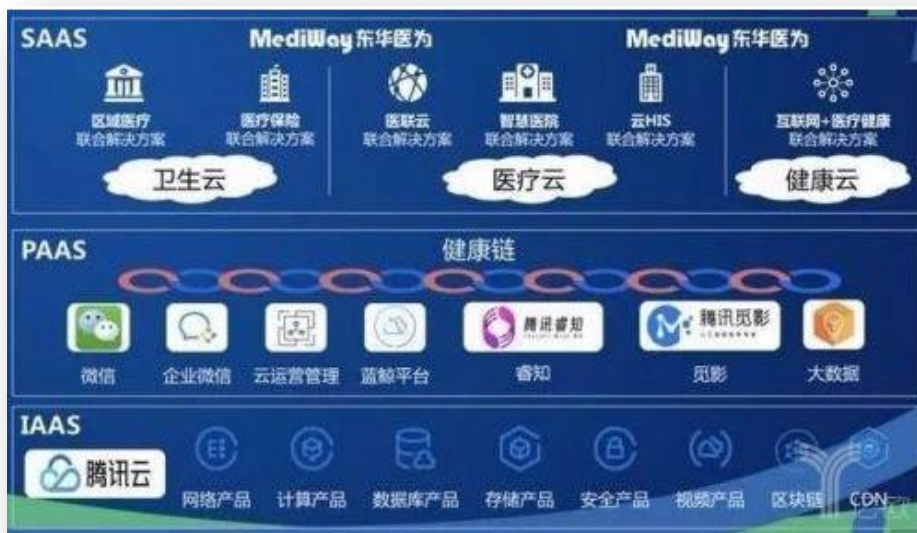 SAAS
MediWay东华医为
MediWay东华医为
区域医疗
联合解决方案
医疗保险
联合解决方案
医联云
联合解决方案
智慧医院
联合解决方案
云HIS
联合解决方案
互联网+医疗健康
联合解决方案
卫生云
医疗云
健康云
PAAS
健康链
腾讯睿知
腾讯觅影
微信
企业微信
云运营管理
蓝鲸平台
睿知
觅影
大数据
IAAS
腾讯云
网络产品
计算产品
数据库产品
存储产品
安全产品
视频产品
区块链
CDN